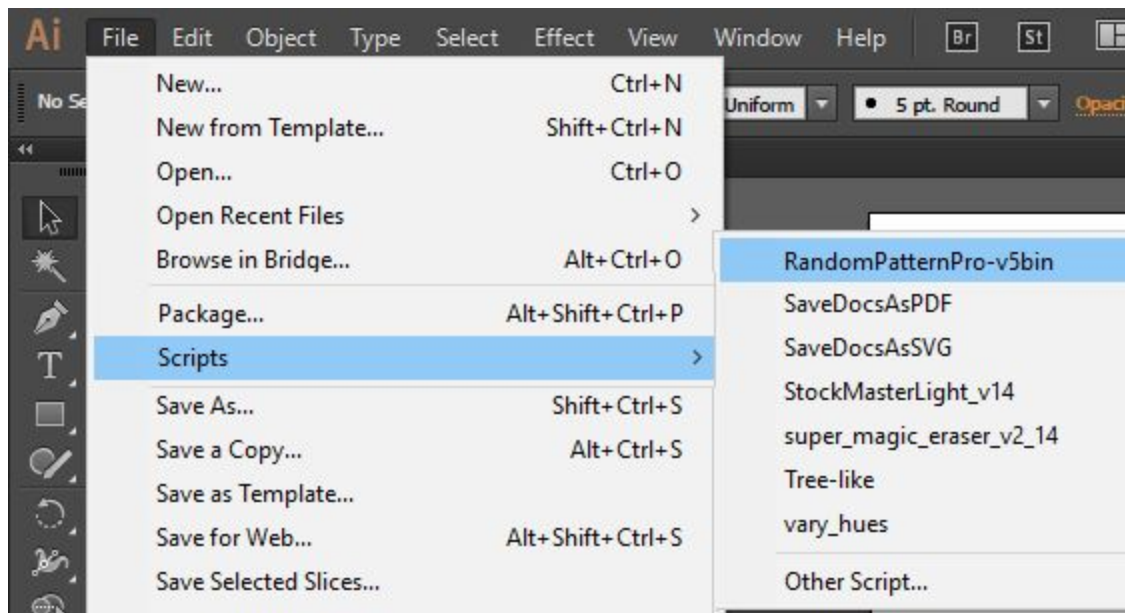 Ai File Edit Object Type Select Effect View Window Help Br St
No Se Uniform 5 pt. Round Opaci
New... Ctrl+N
New from Template... Shift+Ctrl+N
Open... Ctrl+O
Open Recent Files
Browse in Bridge... Alt+Ctrl+O
Package... Alt+Shift+Ctrl+P
Scripts
Save As... Shift+Ctrl+S
Save a Copy... Alt+Ctrl+S
Save as Template...
Save for Web... Alt+Shift+Ctrl+S
Save Selected Slices...
RandomPatternPro-v5bin
SaveDocsAsPDF
SaveDocsAsSVG
StockMasterLight_v14
super_magic_eraser_v2_14
Tree-like
vary_hues
Other Script...